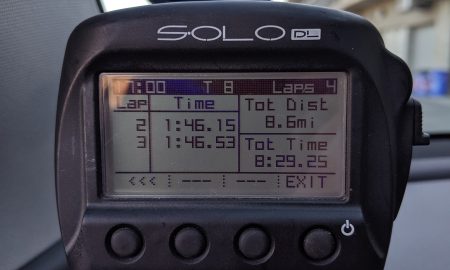 SOLO DL
17:00 T 8 Laps 4
Lap Time
2 1:46.15
3 1:46.53
Tot Dist
8.6mi
Tot Time
8:29.25
<<< --- --- EXIT